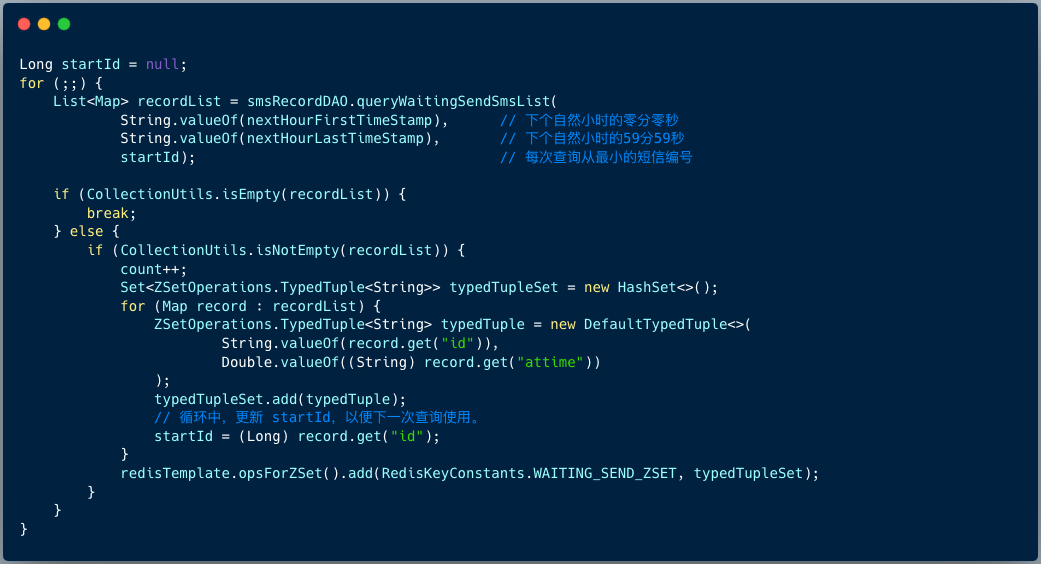 Long startId = null;
for (;;) {
    List<Map> recordList = smsRecordDAO.queryWaitingSendSmsList(
            String.valueOf(nextHourFirstTimeStamp),      // 下个自然小时的零分零秒
            String.valueOf(nextHourLastTimeStamp),       // 下个自然小时的59分59秒
            startId);                                    // 每次查询从最小的短信编号

    if (CollectionUtils.isEmpty(recordList)) {
        break;
    } else {
        if (CollectionUtils.isNotEmpty(recordList)) {
            count++;
            Set<ZSetOperations.TypedTuple<String>> typedTupleSet = new HashSet<>();
            for (Map record : recordList) {
                ZSetOperations.TypedTuple<String> typedTuple = new DefaultTypedTuple<>(
                        String.valueOf(record.get("id")),
                        Double.valueOf((String) record.get("attime"))
                );
                typedTupleSet.add(typedTuple);
                // 循环中，更新 startId，以便下一次查询使用。
                startId = (Long) record.get("id");
            }
            redisTemplate.opsForZSet().add(RedisKeyConstants.WAITING_SEND_ZSET, typedTupleSet);
        }
    }
}